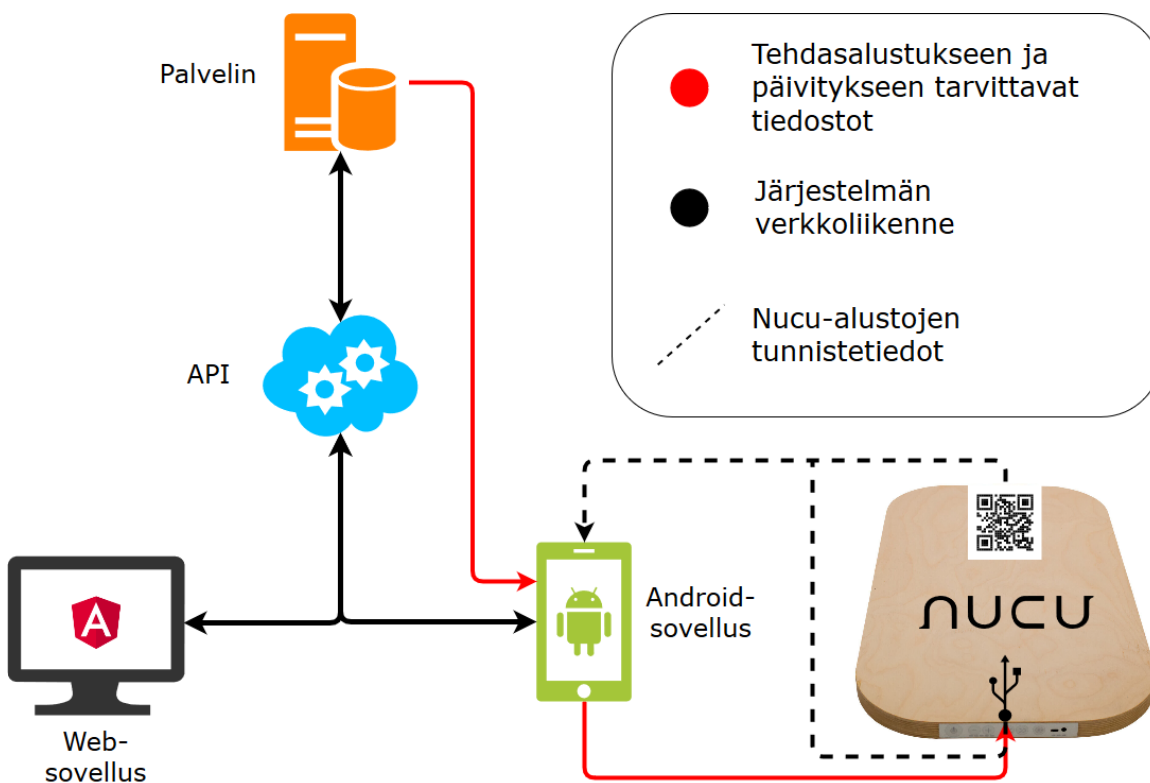 Palvelin
Tehdasalustukseen ja
päivitykseen tarvittavat
tiedostot
Järjestelmän
verkkoliikenne
Nucu-alustojen
tunnistetiedot
API
Android-
sovellus
nucu
Web-
sovellus
A